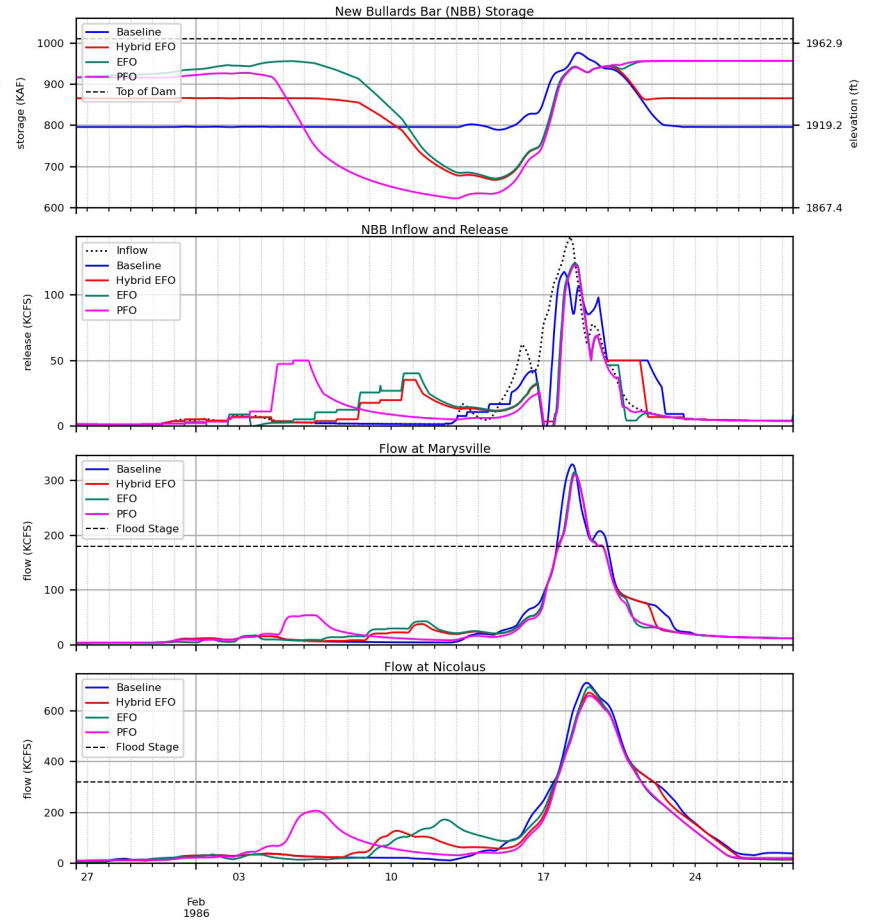 New Bullards Bar (NBB) Storage
Baseline
Hybrid EFO
EFO
PFO
Top of Dam
1000
900
800
700
600
storage (KAF)
1962.9
1919.2
1867.4
elevation (ft)
NBB Inflow and Release
Inflow
Baseline
Hybrid EFO
EFO
PFO
100
50
0
release (KCFS)
Flow at Marysville
Baseline
Hybrid EFO
EFO
PFO
Flood Stage
300
200
100
0
flow (KCFS)
Flow at Nicolaus
Baseline
Hybrid EFO
EFO
PFO
Flood Stage
600
400
200
0
flow (KCFS)
27 03 10 17 24
Feb
1986